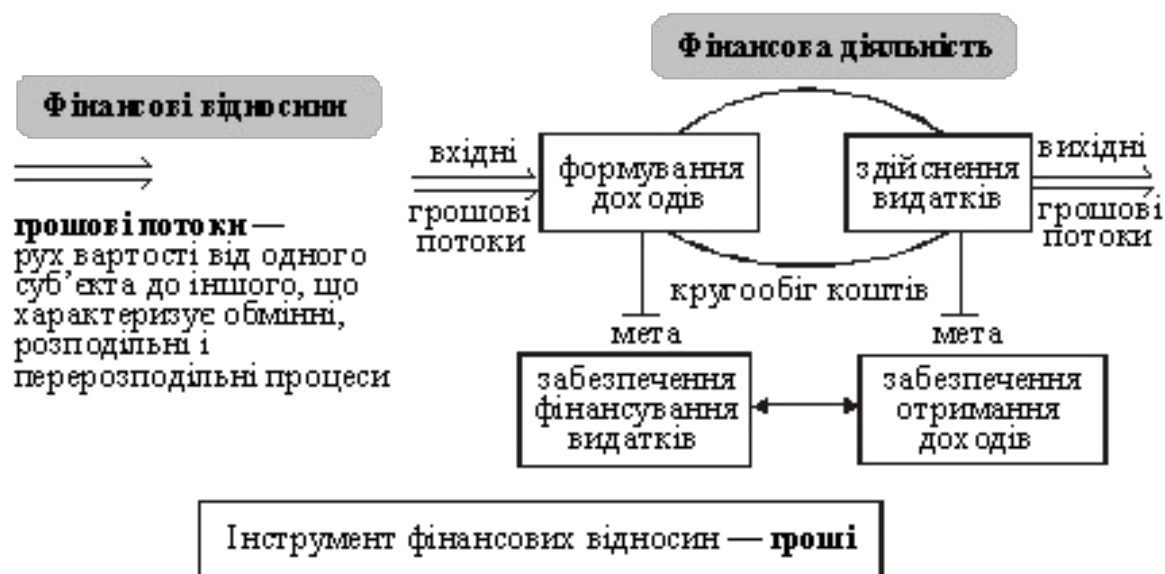 Фінансові відносини
грошові потоки —
рух вартості від одного
суб’єкта до іншого, що
характеризує обмінні,
розподільні і
перерозподільні процеси
Фінансова діяльність
вхідні
грошові
потоки
формування
доходів
здійснення
видатків
вихідні
грошові
потоки
кругообіг коштів
мета
мета
забезпечення
фінансування
видатків
забезпечення
отримання
доходів
Інструмент фінансових відносин — гроші